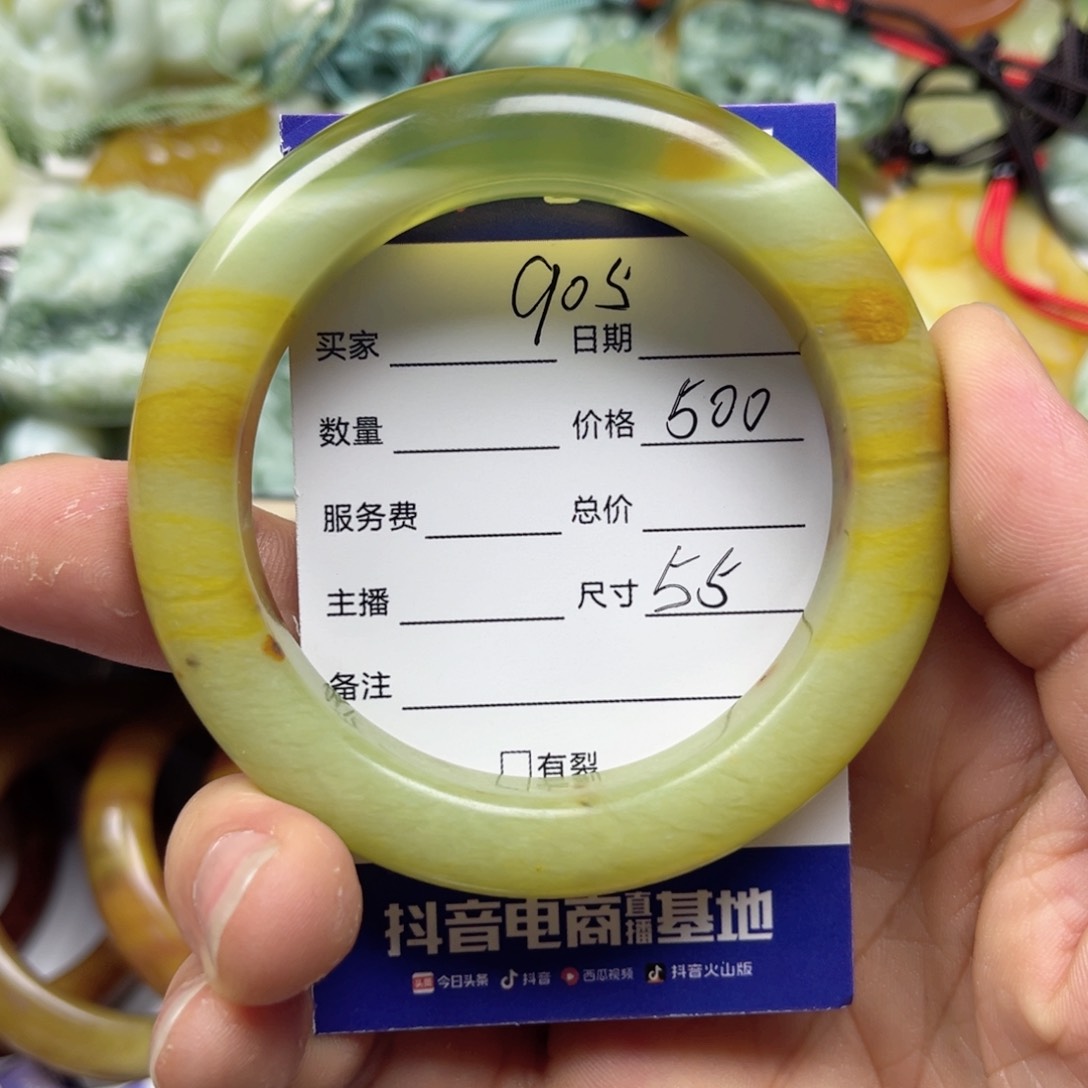 905
买家 日期
数量 价格 500
服务费 总价
主播 尺寸 55
备注
有裂
抖音电商直播基地
头条 今日头条 抖音 西瓜视频 抖音火山版